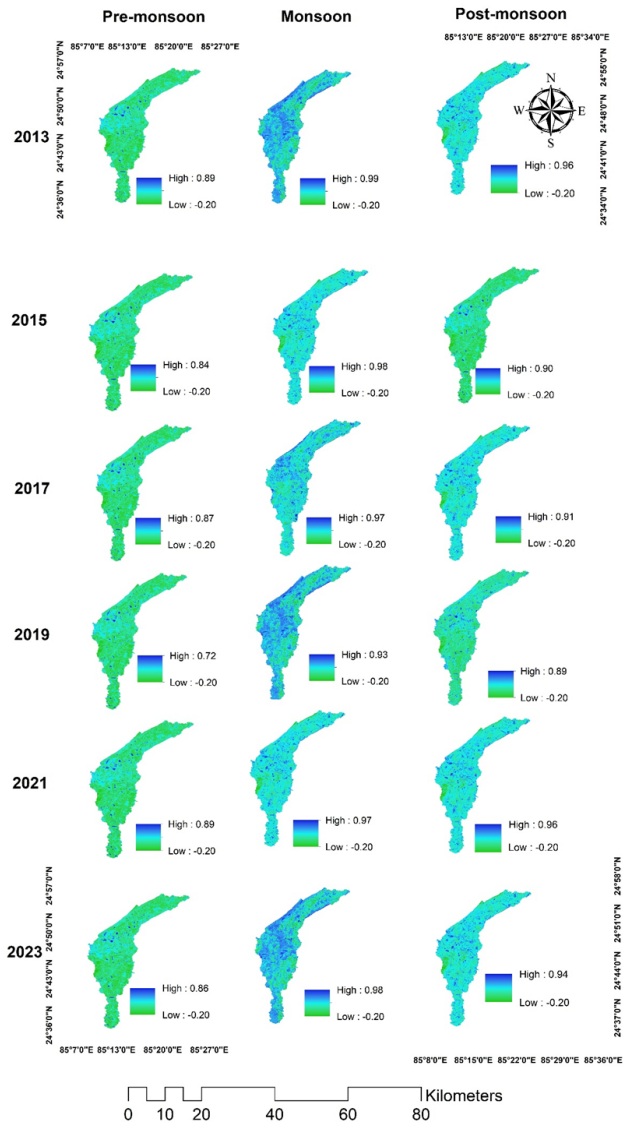 Pre-monsoon Monsoon Post-monsoon
85°7'0"E 85°13'0"E 85°20'0"E 85°27'0"E
85°13'0"E 85°20'0"E 85°27'0"E 85°34'0"E
24°57'0"N
24°50'0"N
24°43'0"N
24°36'0"N
2013
High : 0.89
Low : -0.20
High : 0.99
Low : -0.20
N
W E
S
High : 0.96
Low : -0.20
24°55'0"N
24°48'0"N
24°41'0"N
24°34'0"N
2015
High : 0.84
Low : -0.20
High : 0.98
Low : -0.20
High : 0.90
Low : -0.20
2017
High : 0.87
Low : -0.20
High : 0.97
Low : -0.20
High : 0.91
Low : -0.20
2019
High : 0.72
Low : -0.20
High : 0.93
Low : -0.20
High : 0.89
Low : -0.20
2021
High : 0.89
Low : -0.20
High : 0.97
Low : -0.20
High : 0.96
Low : -0.20
24°57'0"N
24°50'0"N
24°43'0"N
24°36'0"N
2023
High : 0.86
Low : -0.20
High : 0.98
Low : -0.20
High : 0.94
Low : -0.20
24°58'0"N
24°51'0"N
24°44'0"N
24°37'0"N
85°7'0"E 85°13'0"E 85°20'0"E 85°27'0"E
85°8'0"E 85°15'0"E 85°22'0"E 85°29'0"E 85°36'0"E
Kilometers
0 10 20 40 60 80